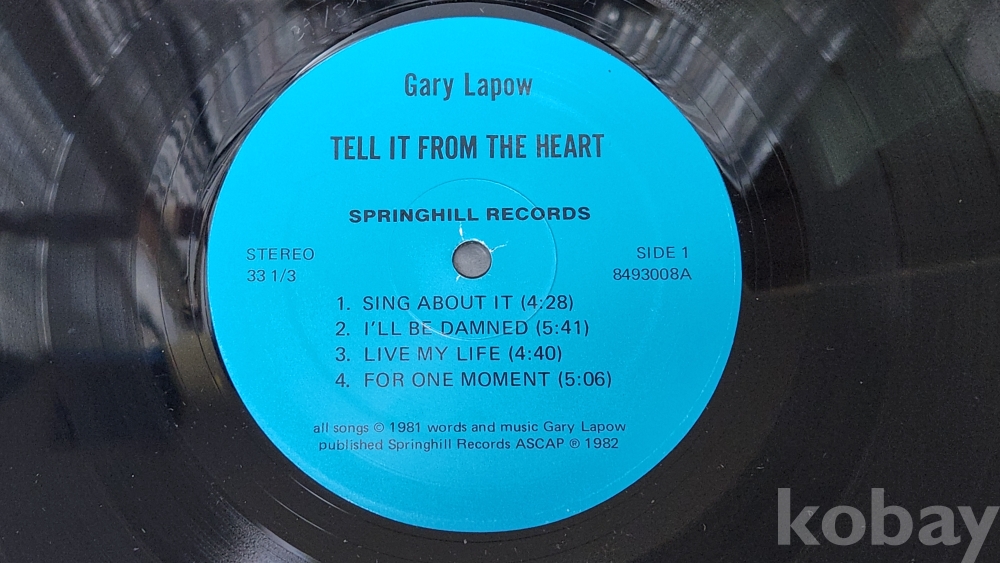 Gary Lapow
TELL IT FROM THE HEART
SPRINGHILL RECORDS
STEREO
33 1/3
SIDE 1
8493008A
1. SING ABOUT IT (4:28)
2. I'LL BE DAMNED (5:41)
3. LIVE MY LIFE (4:40)
4. FOR ONE MOMENT (5:06)
all songs © 1981 words and music Gary Lapow
published Springhill Records ASCAP ℗ 1982
kobay